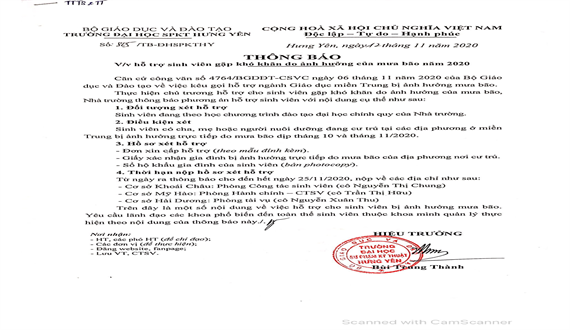 BỘ GIÁO DỤC VÀ ĐÀO TẠO
TRƯỜNG ĐẠI HỌC SPKT HƯNG YÊN
Số: 815 /TB-ĐHSPKTHY
CỘNG HOÀ XÃ HỘI CHỦ NGHĨA VIỆT NAM
Độc lập – Tự do – Hạnh phúc
Hưng Yên, ngày 12 tháng 11 năm 2020
THÔNG BÁO
V/v hỗ trợ sinh viên gặp khó khăn do ảnh hưởng của mưa bão năm 2020
Căn cứ công văn số 4764/BGDĐT-CSVC ngày 06 tháng 11 năm 2020 của Bộ Giáo
dục và Đào tạo về việc kêu gọi hỗ trợ ngành Giáo dục miền Trung bị ảnh hưởng mưa bão.
Thực hiện chủ trương hỗ trợ cho sinh viên gặp khó khăn do ảnh hưởng của mưa bão,
Nhà trường thông báo phương án hỗ trợ sinh viên với nội dung cụ thể như sau:
1. Đối tượng xét hỗ trợ
Sinh viên đang theo học chương trình đào tạo đại học chính quy của Nhà trường.
2. Điều kiện xét
Sinh viên có cha, mẹ hoặc người nuôi dưỡng đang cư trú tại các địa phương ở miền
Trung bị ảnh hưởng trực tiếp do mưa bão dịp tháng 10 và tháng 11/2020.
3. Hồ sơ xét hỗ trợ
- Đơn xin cấp hỗ trợ (theo mẫu đính kèm).
- Giấy xác nhận gia đình bị ảnh hưởng trực tiếp do mưa bão của địa phương nơi cư trú.
- Sổ hộ khẩu gia đình của sinh viên (bản photocopy).
4. Thời hạn nộp hồ sơ xét hỗ trợ
Từ ngày ra thông báo cho đến hết ngày 25/11/2020, nộp về các địa chỉ như sau:
- Cơ sở Khoái Châu: Phòng Công tác sinh viên (cô Nguyễn Thị Chung)
- Cơ sở Mỹ Hào: Phòng Hành chính – CTSV (cô Trần Thị Hữu)
- Cơ sở Hải Dương: Phòng tài vụ (cô Nguyễn Xuân Thu)
Trên đây là một số nội dung về việc hỗ trợ cho sinh viên bị ảnh hưởng mưa bão.
Yêu cầu lãnh đạo các khoa phổ biến đến toàn thể sinh viên thuộc khoa mình quản lý thực
hiện theo nội dung của thông báo này./.
Nơi nhận:
- HT, các phó HT (để chỉ đạo);
- Các đơn vị (để thực hiện);
- Đăng website, fanpage;
- Lưu VT, CTSV.
HIỆU TRƯỞNG
TRƯỜNG
ĐẠI HỌC
SƯ PHẠM KỸ THUẬT
HƯNG YÊN
Bùi Trung Thành
Scanned with CamScanner